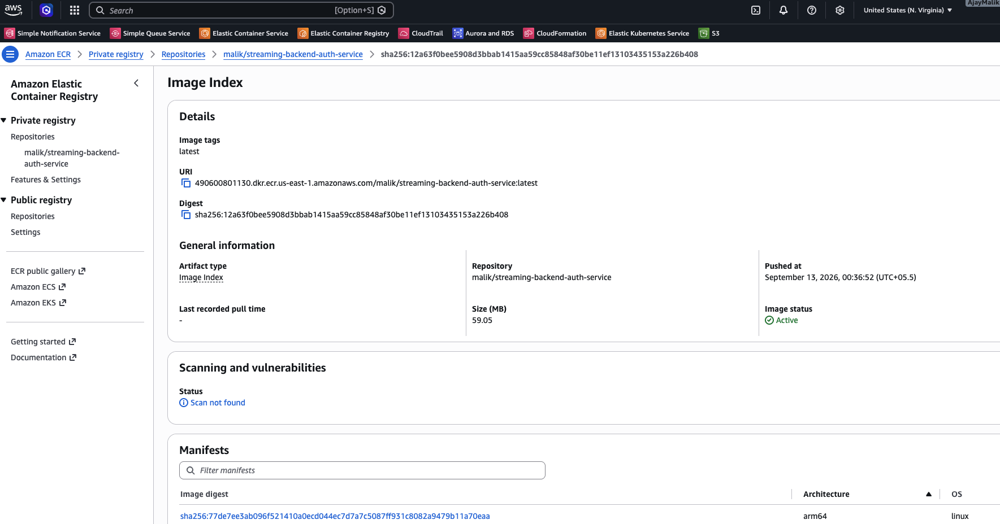 aws
Search [Option+S]
United States (N. Virginia)
AjayMalik
Simple Notification Service
Simple Queue Service
Elastic Container Service
Elastic Container Registry
CloudTrail
Aurora and RDS
CloudFormation
Elastic Kubernetes Service
S3
Amazon ECR > Private registry > Repositories > malik/streaming-backend-auth-service > sha256:12a63f0bee5908d3bbab1415aa59cc85848af30be11ef13103435153a226b408
Amazon Elastic
Container Registry
Private registry
Repositories
malik/streaming-backend-
auth-service
Features & Settings
Public registry
Repositories
Settings
ECR public gallery
Amazon ECS
Amazon EKS
Getting started
Documentation
Image Index
Details
Image tags
latest
URI
490600801130.dkr.ecr.us-east-1.amazonaws.com/malik/streaming-backend-auth-service:latest
Digest
sha256:12a63f0bee5908d3bbab1415aa59cc85848af30be11ef13103435153a226b408
General information
Artifact type
Image Index
Repository
malik/streaming-backend-auth-service
Pushed at
September 13, 2026, 00:36:52 (UTC+05.5)
Last recorded pull time
-
Size (MB)
59.05
Image status
Active
Scanning and vulnerabilities
Status
Scan not found
Manifests
Filter manifests
Image digest Architecture OS
sha256:77de7ee3ab096f521410a0ecd044ec7d7a7c5087ff931c8082a9479b11a70eaa arm64 linux